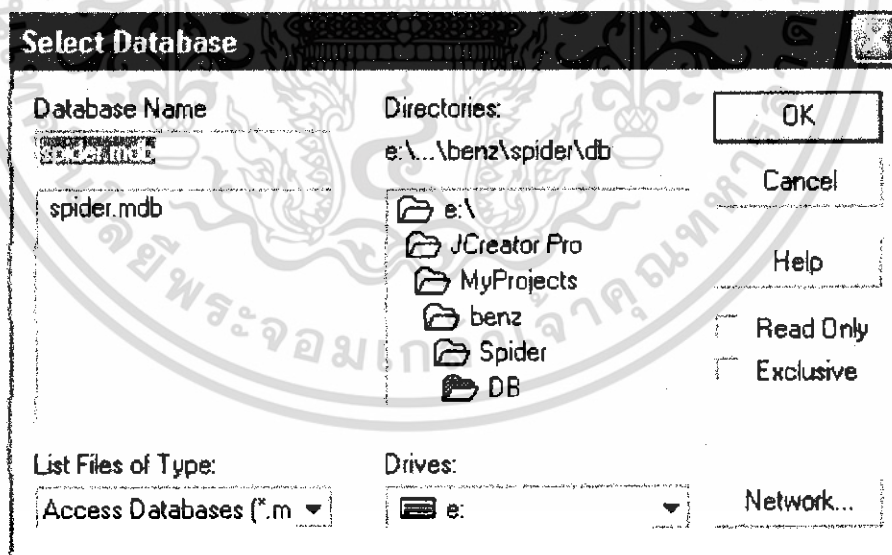 Select Database
Database Name
spider.mdb
List Files of Type:
Access Databases (*.m
Directories:
e:\...\benz\spider\db
e:\
JCreator Pro
MyProjects
benz
Spider
DB
Drives:
e:
OK
Cancel
Help
Read Only
Exclusive
Network...